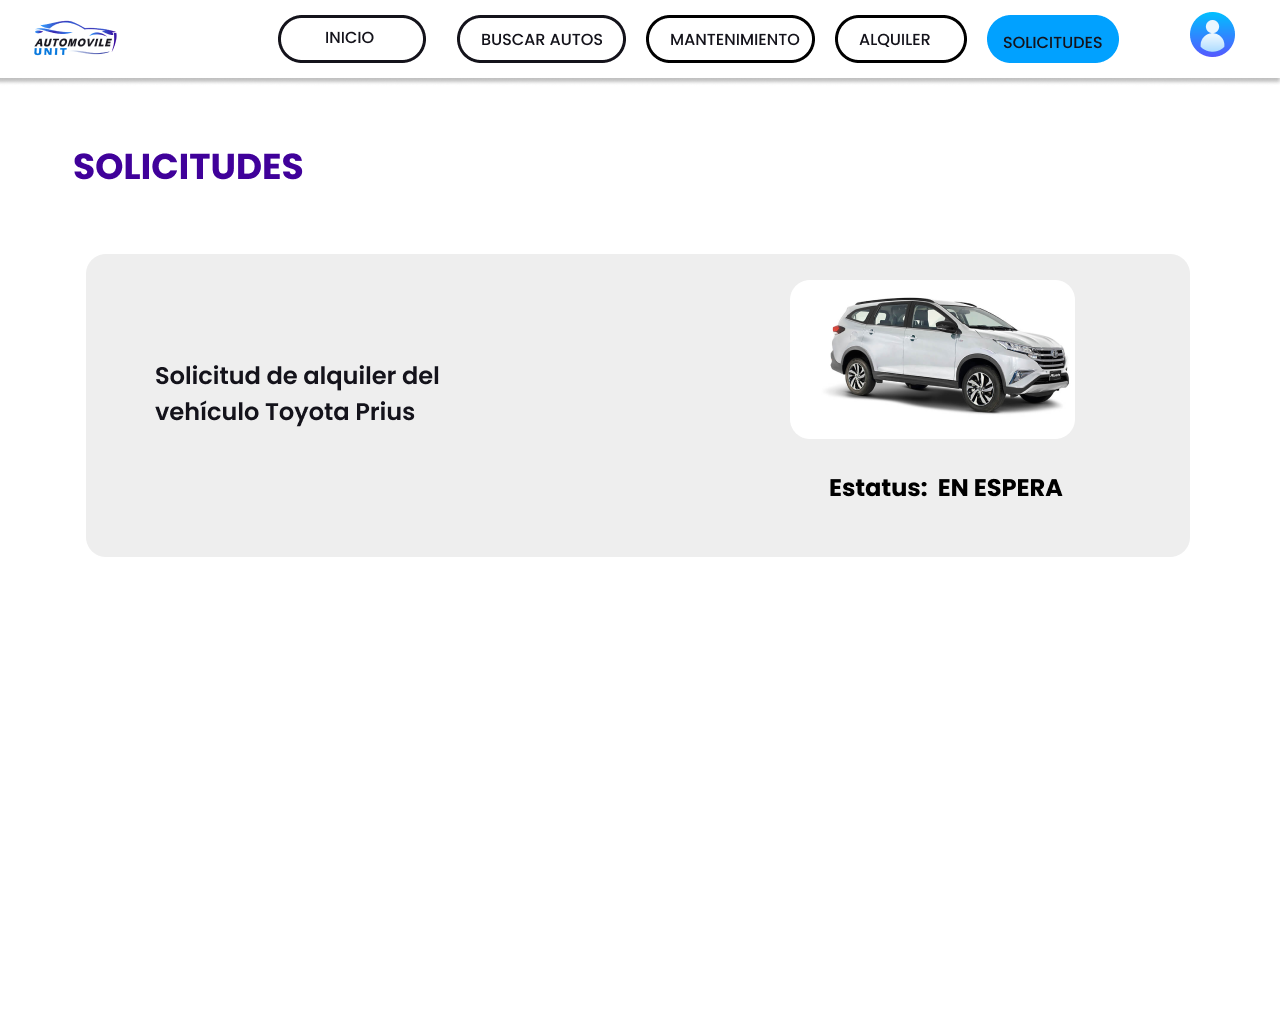 AUTOMOVILE
UNIT
INICIO
BUSCAR AUTOS
MANTENIMIENTO
ALQUILER
SOLICITUDES
SOLICITUDES
Solicitud de alquiler del
vehículo Toyota Prius
Estatus: EN ESPERA